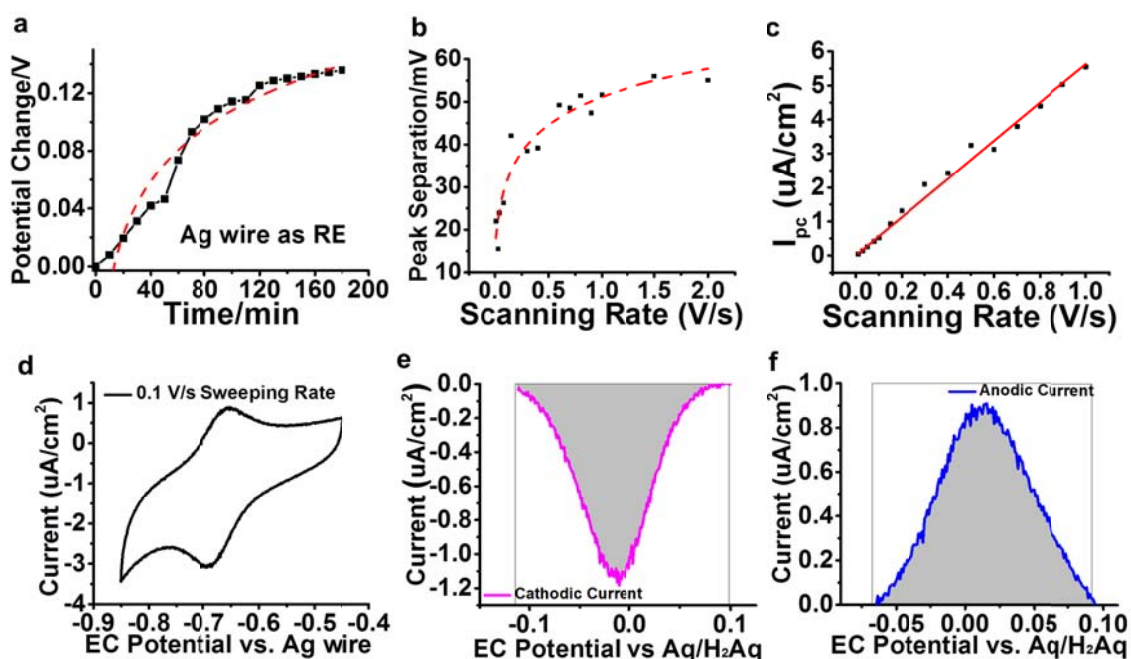 a
Potential Change/V
0.12
0.08
0.04
0.00
0 40 80 120 160 200
Time/min
Ag wire as RE
b
Peak Separation/mV
60
50
40
30
20
10
0.0 0.5 1.0 1.5 2.0
Scanning Rate (V/s)
c
Ipc (uA/cm²)
6
4
2
0
0.0 0.2 0.4 0.6 0.8 1.0
Scanning Rate (V/s)
d
0.1 V/s Sweeping Rate
Current (uA/cm²)
1
0
-1
-2
-3
-4
-0.9 -0.8 -0.7 -0.6 -0.5 -0.4
EC Potential vs. Ag wire
e
Current (uA/cm²)
0.0
-0.2
-0.4
-0.6
-0.8
-1.0
-1.2
Cathodic Current
-0.1 0.0 0.1
EC Potential vs Aq/H₂Aq
f
Current (uA/cm²)
1.0
0.8
0.6
0.4
0.2
0.0
Anodic Current
-0.05 0.00 0.05 0.10
EC Potential vs. Aq/H₂Aq